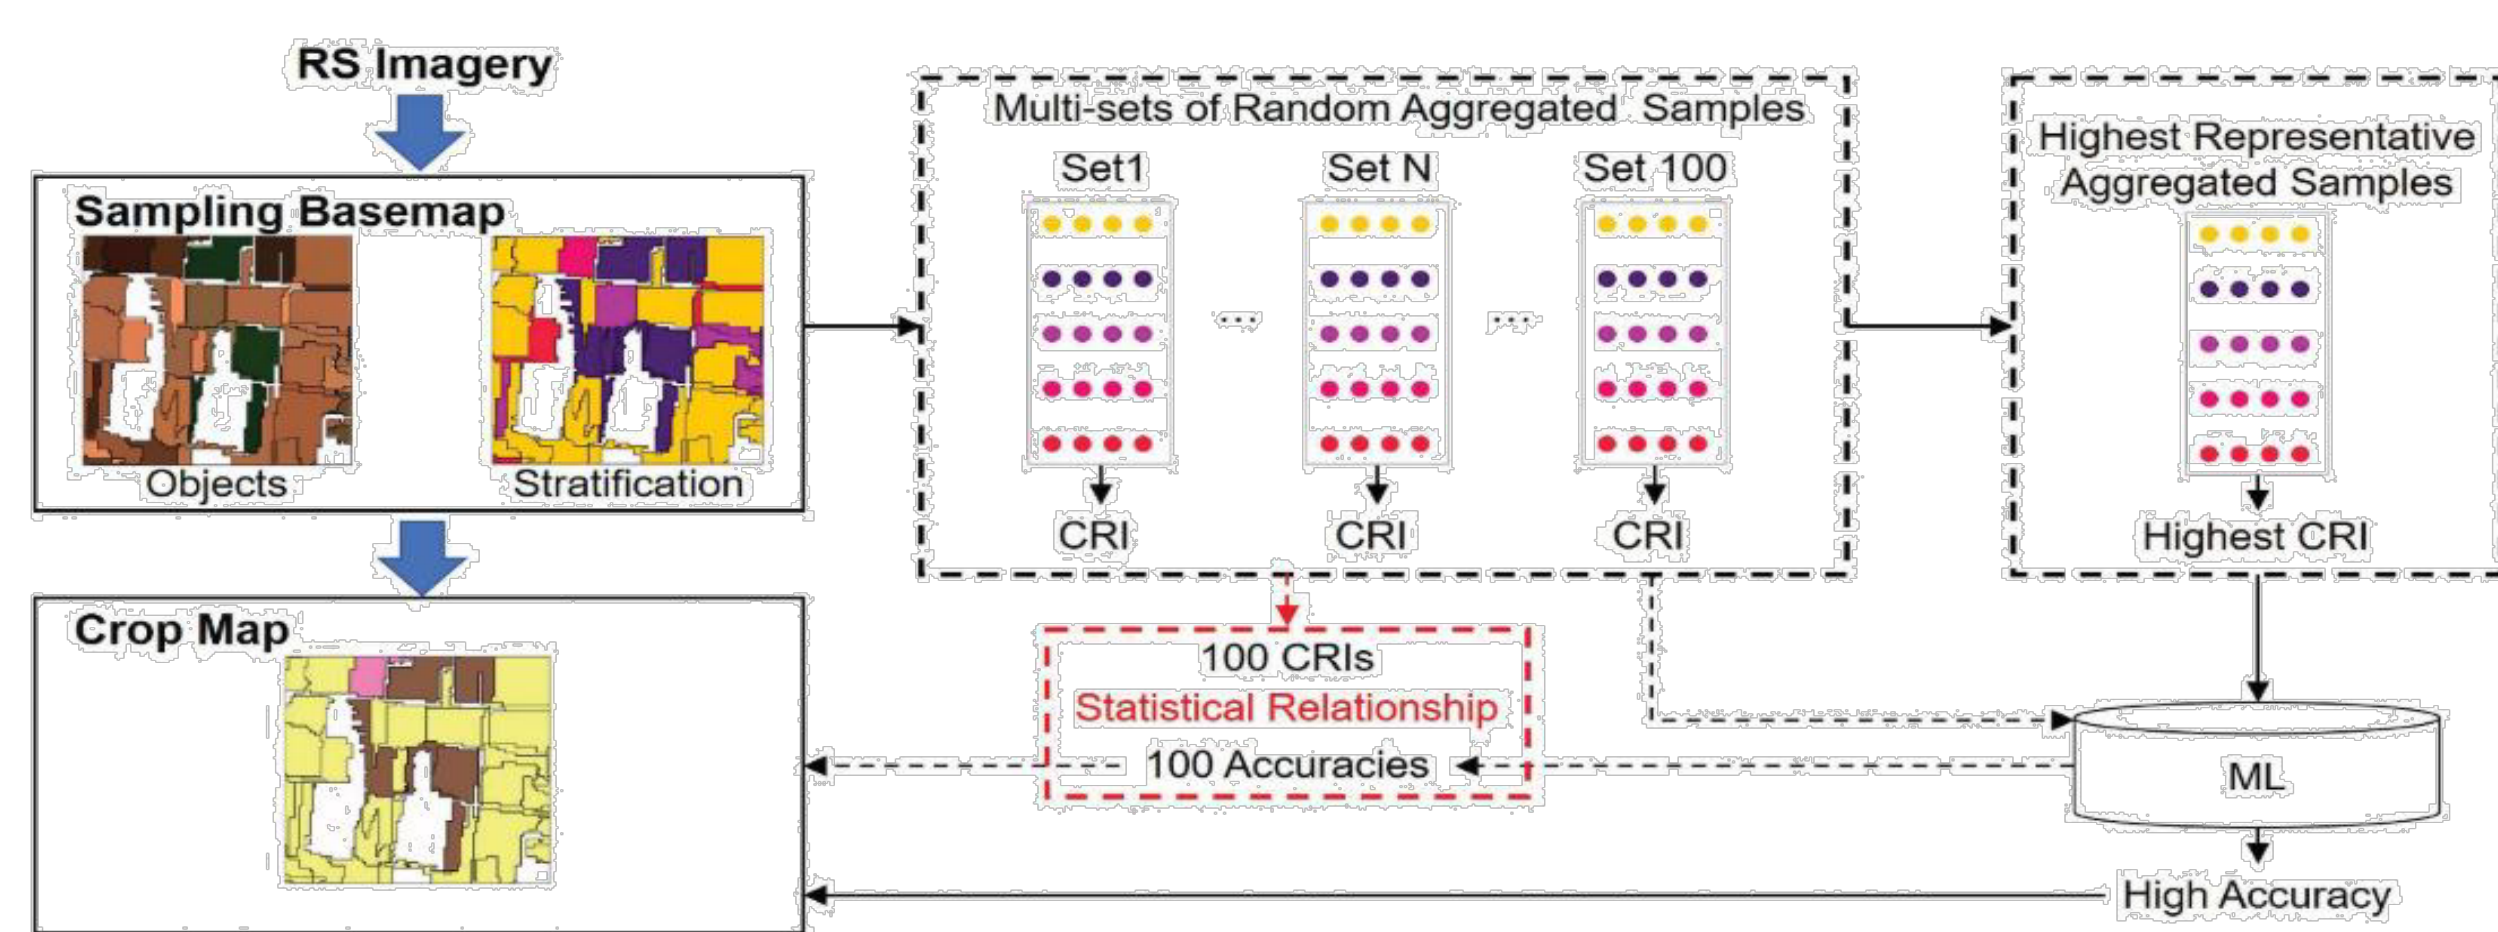 RS Imagery
Sampling Basemap
Objects
Stratification
Crop Map
Multi-sets of Random Aggregated Samples
Set1
Set N
Set 100
...
...
CRI
CRI
CRI
100 CRIs
Statistical Relationship
100 Accuracies
Highest Representative
Aggregated Samples
Highest CRI
ML
High Accuracy